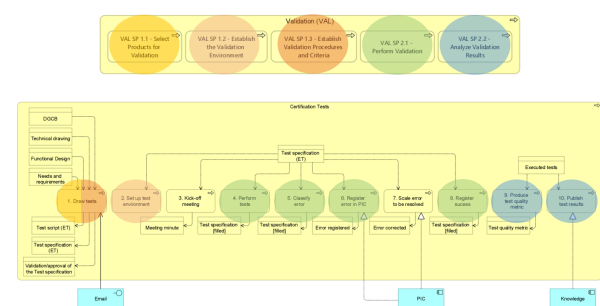 Validation (VAL)
VAL SP 1.1 - Select
Products for
Validation
VAL SP 1.2 - Establish
the Validation
Environment
VAL SP 1.3 - Establish
Validation Procedures
and Criteria
VAL SP 2.1 -
Perform Validation
VAL SP 2.2 -
Analyze Validation
Results
Certification Tests
DGCB
Technical drawing
Functional Design
Needs and
requirements
Test specification
(ET)
Executed tests
1. Draw tests
2. Set up test
environment
3. Kick-off
meeting
4. Perform
tests
5. Classify
error
6. Register
error in PIC
7. Scale error
to be resolved
8. Register
sucess
9. Produce
test quality
metric
10. Publish
test results
Test script (ET)
Test specification
(ET)
Validation/approval of
the Test specification
Meeting minute
Test specification
[filled]
Test specification
[filled]
Error registered
Error corrected
Test specification
[filled]
Test quality metric
Email
PIC
Knowledge